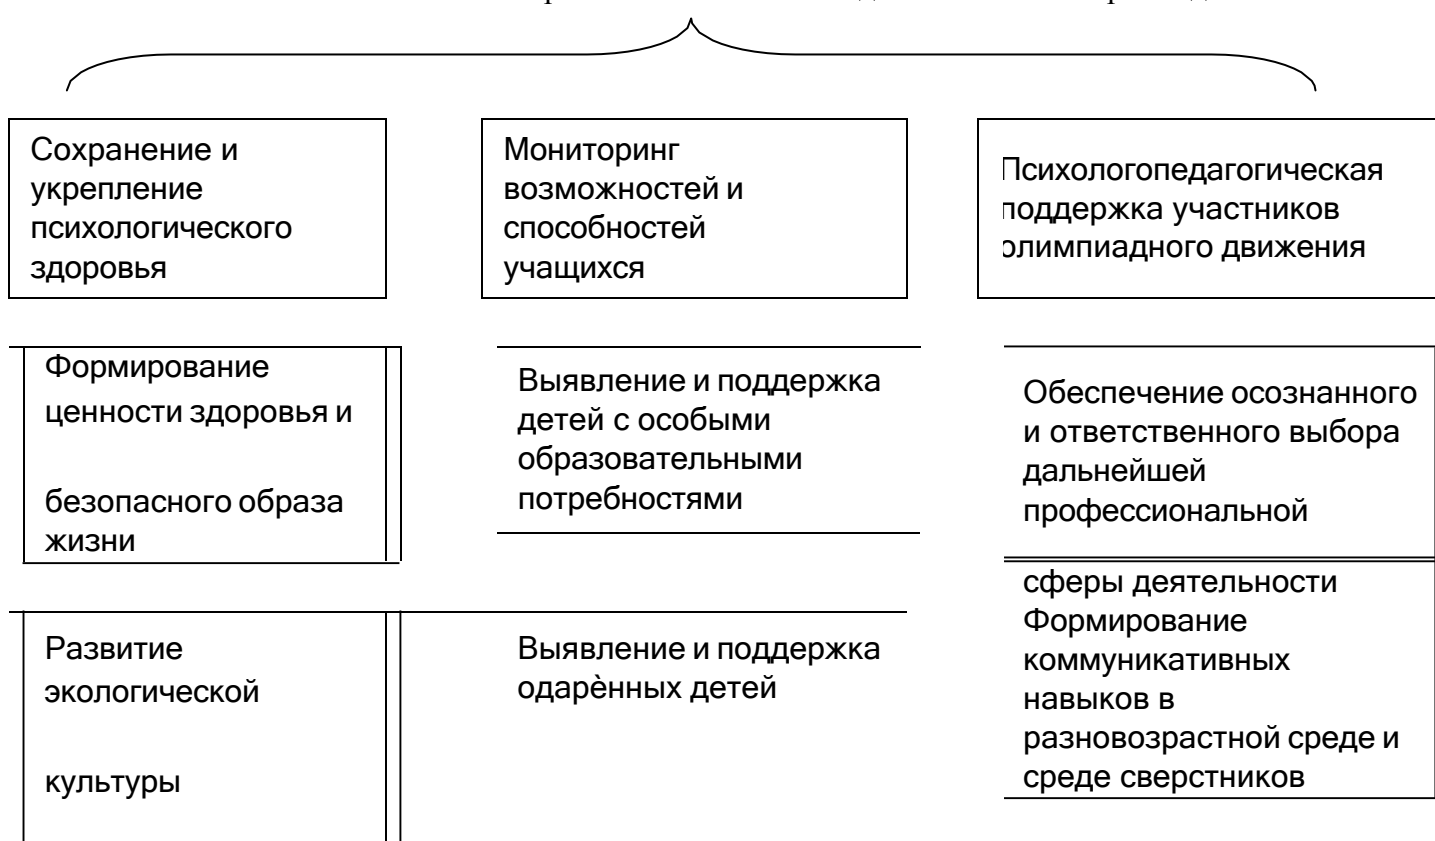 Сохранение и
укрепление
психологического
здоровья
Мониторинг
возможностей и
способностей
учащихся
Психологопедагогическая
поддержка участников
олимпиадного движения
Формирование
ценности здоровья и
безопасного образа
жизни
Выявление и поддержка
детей с особыми
образовательными
потребностями
Обеспечение осознанного
и ответственного выбора
дальнейшей
профессиональной
сферы деятельности
Формирование
коммуникативных
навыков в
разновозрастной среде и
среде сверстников
Развитие
экологической
культуры
Выявление и поддержка
одарѐнных детей